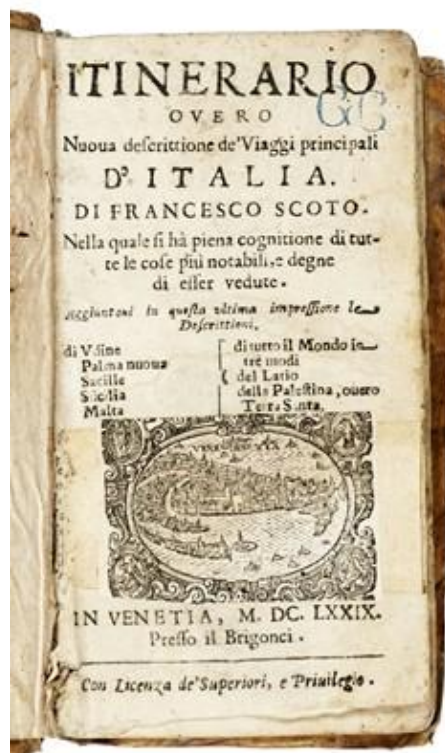 ITINERARIO
OVERO
Nuoua descrittione de'Viaggi principali
D'ITALIA.
DI FRANCESCO SCOTO.
Nella quale si hà piena cognitione di tut-
te le cose più notabili, e degne
di esser vedute.
Aggiuntoui in questa vltima impressione le
Descrittioni.
di Vdine
Palma nuoua
Sacille
Sicilia
Malta
di tutto il Mondo in
trè modi
del Latio
della Palestina, ouero
Terra Santa.
IN VENETIA, M. DC. LXXIX.
Presso il Brigonci.
Con Licenza de'Superiori, e Priuilegio.
GC